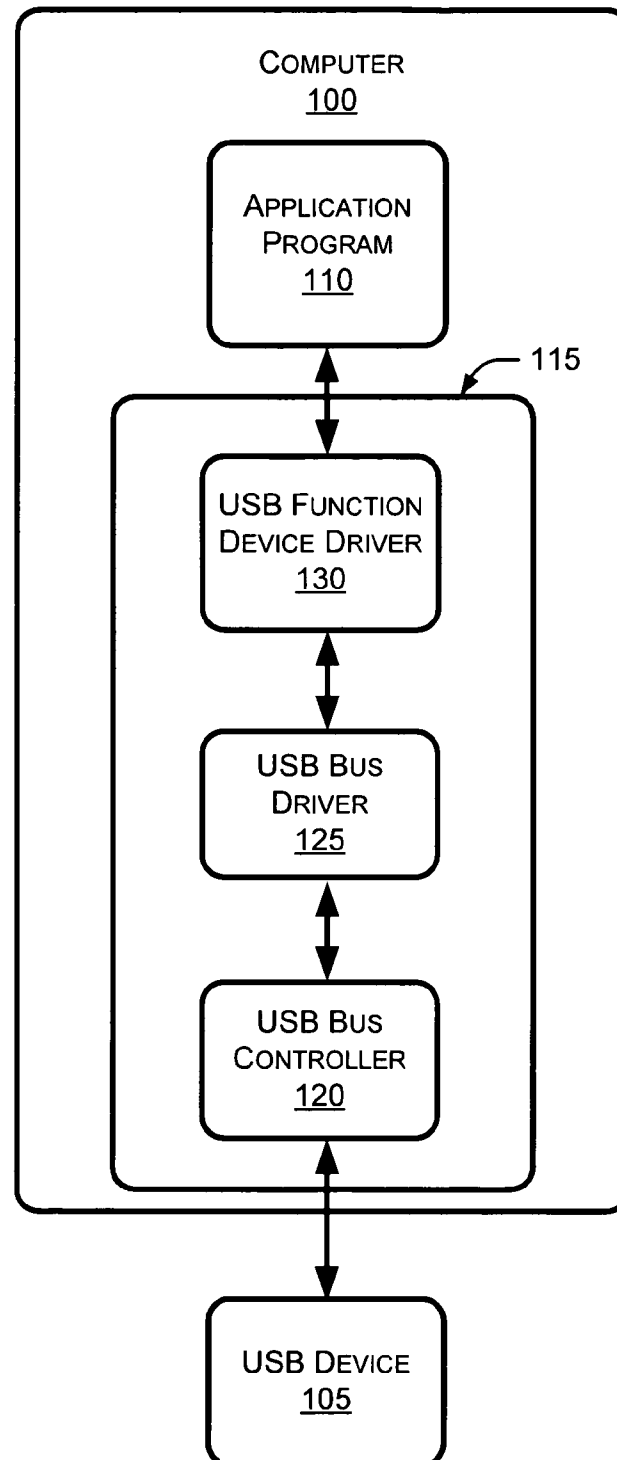 COMPUTER
100
APPLICATION
PROGRAM
110
115
USB FUNCTION
DEVICE DRIVER
130
USB BUS
DRIVER
125
USB BUS
CONTROLLER
120
USB DEVICE
105